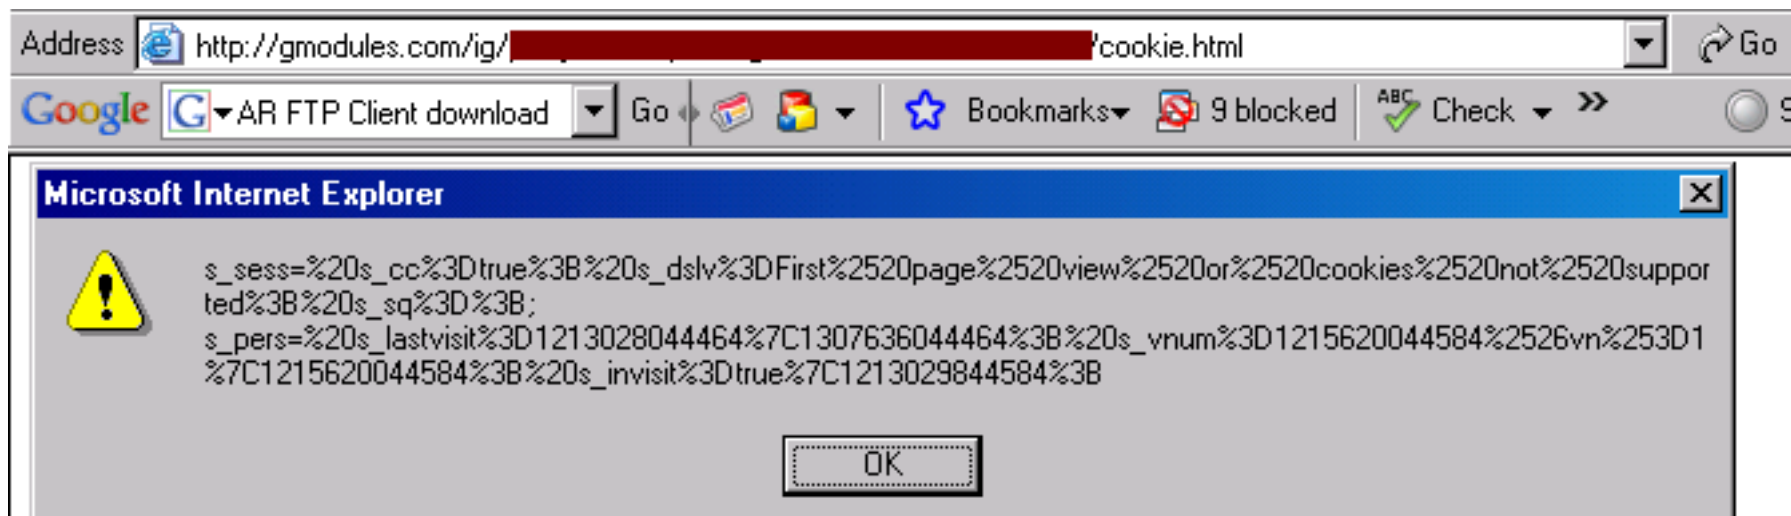 Address http://gmodules.com/ig/ /cookie.html Go
Google G AR FTP Client download Go Bookmarks 9 blocked ABC Check »
Microsoft Internet Explorer
s_sess=%20s_cc%3Dtrue%3B%20s_dslv%3DFirst%2520page%2520view%2520or%2520cookies%2520not%2520suppor
ted%3B%20s_sq%3D%3B;
s_pers=%20s_lastvisit%3D1213028044464%7C1307636044464%3B%20s_vnum%3D1215620044584%2526vn%253D1
%7C1215620044584%3B%20s_invisit%3Dtrue%7C1213029844584%3B
OK